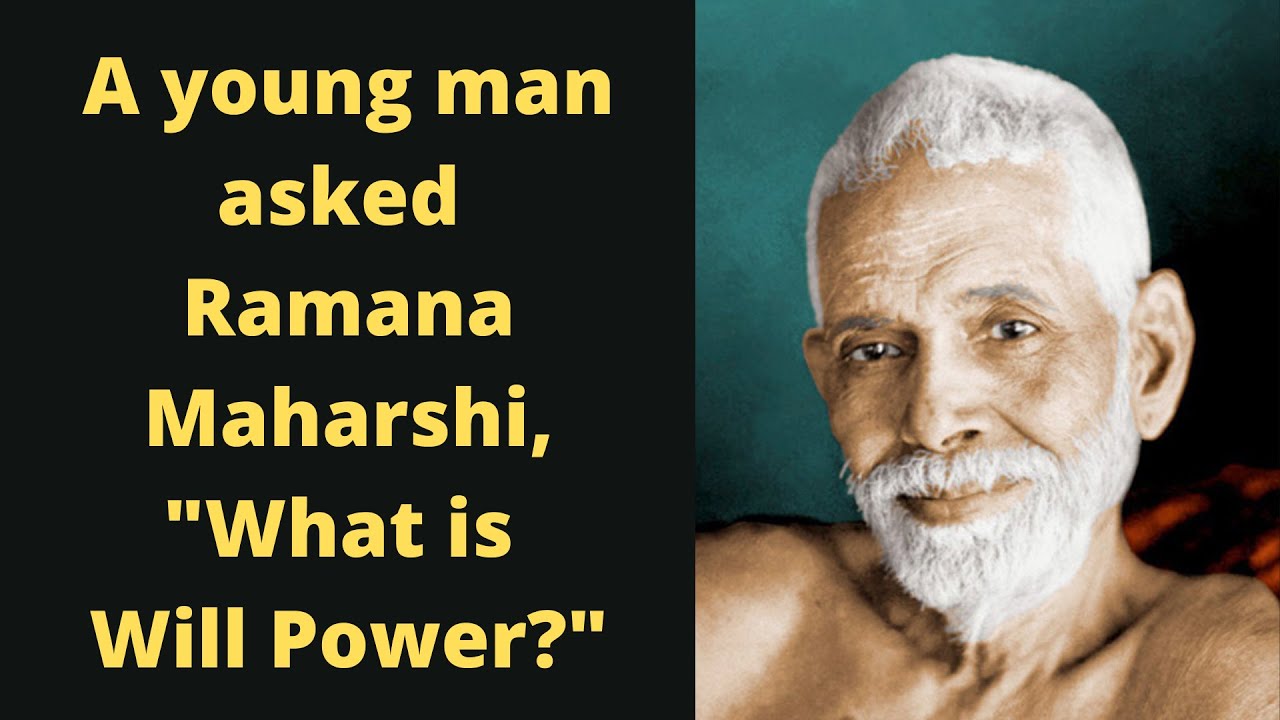 A young man
asked
Ramana
Maharshi,
"What is
Will Power?"